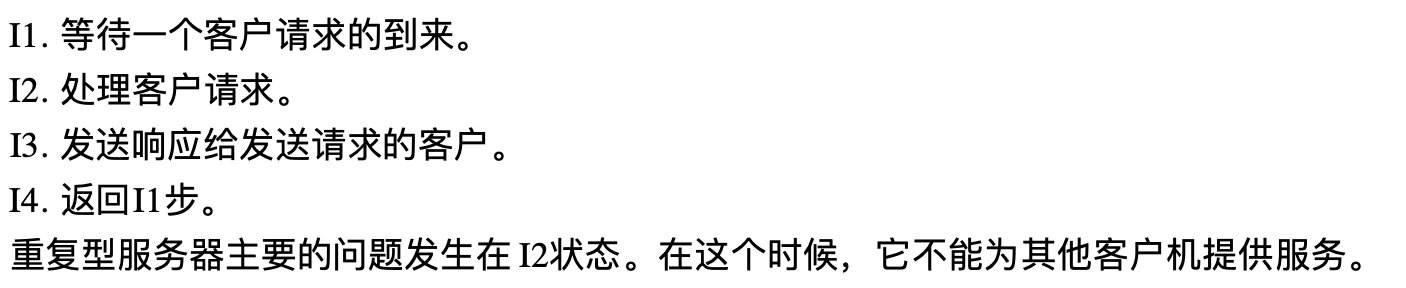 I1. 等待一个客户请求的到来。
I2. 处理客户请求。
I3. 发送响应给发送请求的客户。
I4. 返回I1步。
重复型服务器主要的问题发生在 I2状态。在这个时候，它不能为其他客户机提供服务。